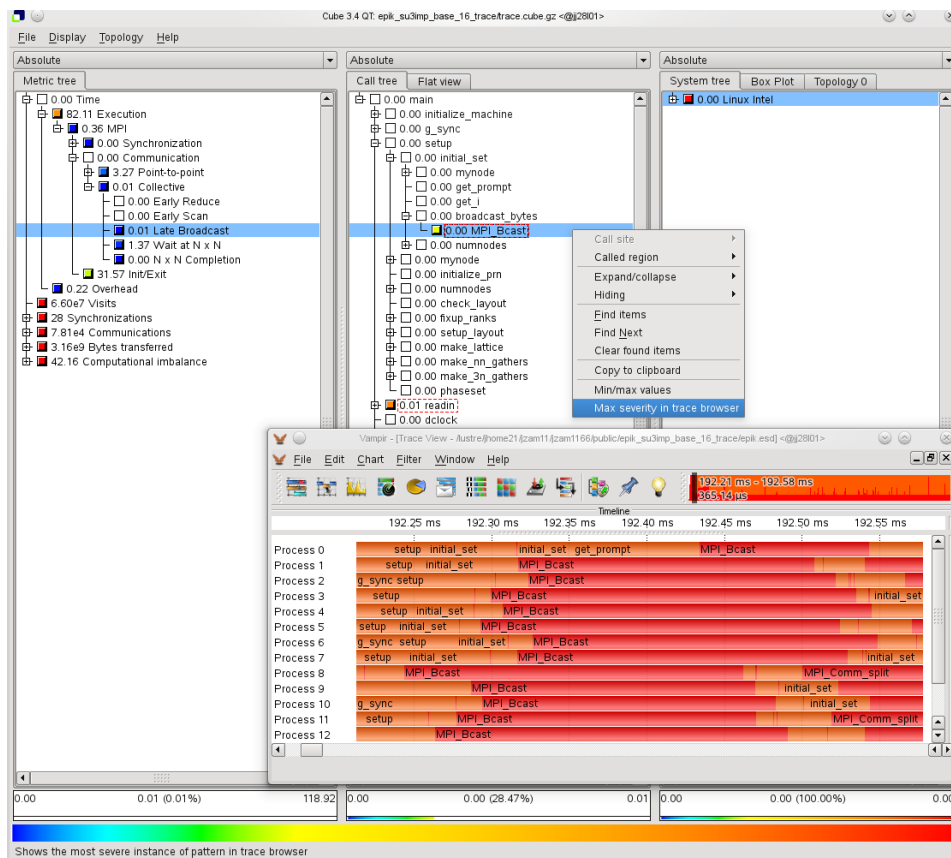 Cube 3.4 QT: epik_su3imp_base_16_trace/trace.cube.gz <@jj28l01>
File Display Topology Help
Absolute Absolute Absolute
Metric tree
0.00 Time
82.11 Execution
0.36 MPI
0.00 Synchronization
0.00 Communication
3.27 Point-to-point
0.01 Collective
0.00 Early Reduce
0.00 Early Scan
0.01 Late Broadcast
1.37 Wait at N x N
0.00 N x N Completion
31.57 Init/Exit
0.22 Overhead
6.60e7 Visits
28 Synchronizations
7.81e4 Communications
3.16e9 Bytes transferred
42.16 Computational imbalance
Call tree Flat view
0.00 main
0.00 initialize_machine
0.00 g_sync
0.00 setup
0.00 initial_set
0.00 mynode
0.00 get_prompt
0.00 get_i
0.00 broadcast_bytes
0.00 MPI_Bcast
0.00 numnodes
0.00 mynode
0.00 initialize_prn
0.00 numnodes
0.00 check_layout
0.00 fixup_ranks
0.00 setup_layout
0.00 make_lattice
0.00 make_nn_gathers
0.00 make_3n_gathers
0.00 phaseset
0.01 readin
0.00 dclock
System tree Box Plot Topology 0
0.00 Linux Intel
Call site
Called region
Expand/collapse
Hiding
Find items
Find Next
Clear found items
Copy to clipboard
Min/max values
Max severity in trace browser
Vampir - [Trace View - /lustre/jhome21/jzam11/jzam1166/public/epik_su3imp_base_16_trace/epik.esd] <@jj28l01>
File Edit Chart Filter Window Help
192.21 ms - 192.58 ms
365.14 µs
Timeline
192.25 ms 192.30 ms 192.35 ms 192.40 ms 192.45 ms 192.50 ms 192.55 ms
Process 0 setup initial_set initial_set get_prompt MPI_Bcast
Process 1 setup initial_set MPI_Bcast
Process 2 g_sync setup MPI_Bcast
Process 3 setup MPI_Bcast initial_set
Process 4 setup initial_set MPI_Bcast
Process 5 setup initial_set MPI_Bcast
Process 6 g_sync setup initial_set MPI_Bcast
Process 7 setup initial_set MPI_Bcast initial_set
Process 8 MPI_Bcast MPI_Comm_split
Process 9 MPI_Bcast initial_set
Process 10 g_sync MPI_Bcast initial_set
Process 11 setup MPI_Bcast MPI_Comm_split
Process 12 MPI_Bcast
0.00 0.01 (0.01%) 118.92 0.00 0.00 (28.47%) 0.01 0.00 0.00 (100.00%) 0.00
Shows the most severe instance of pattern in trace browser